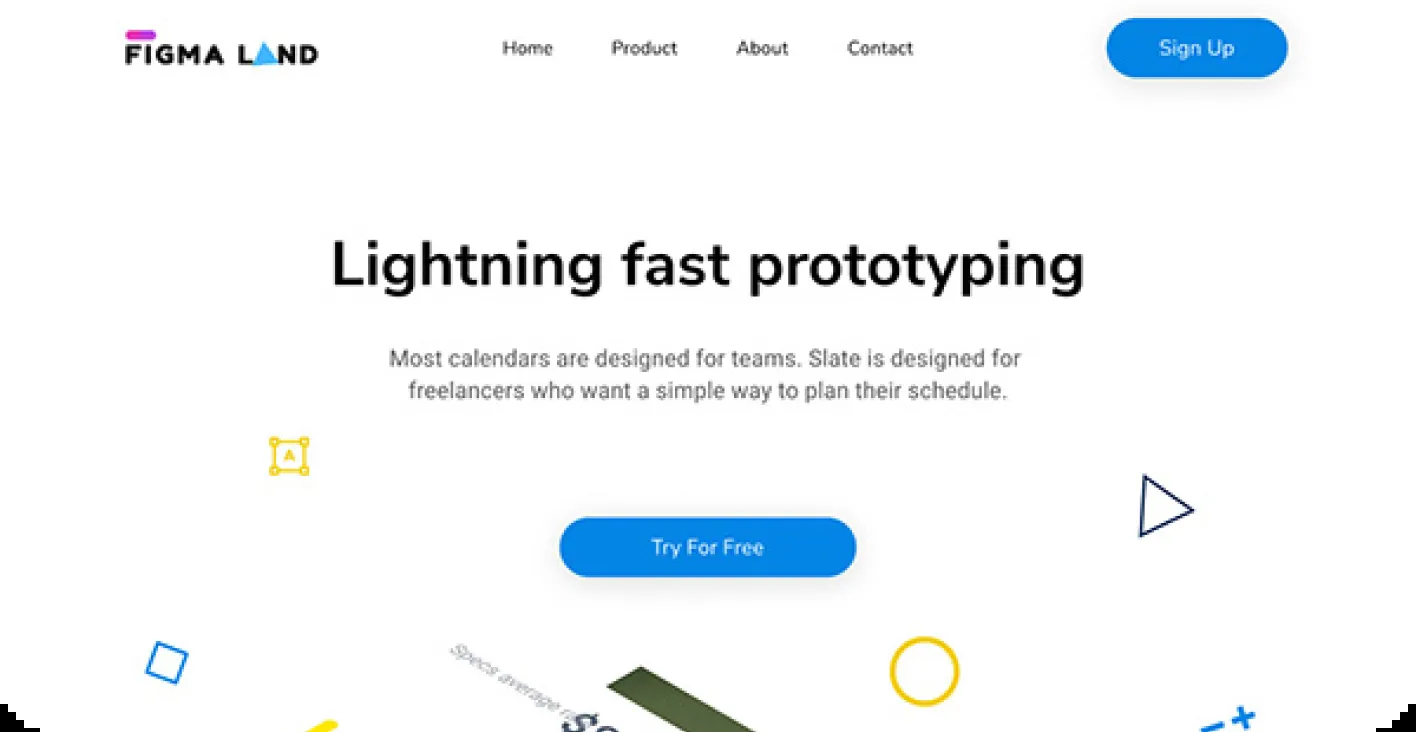 FIGMA LAND
Home
Product
About
Contact
Sign Up
Lightning fast prototyping
Most calendars are designed for teams. Slate is designed for
freelancers who want a simple way to plan their schedule.
A
Try For Free
Specs average